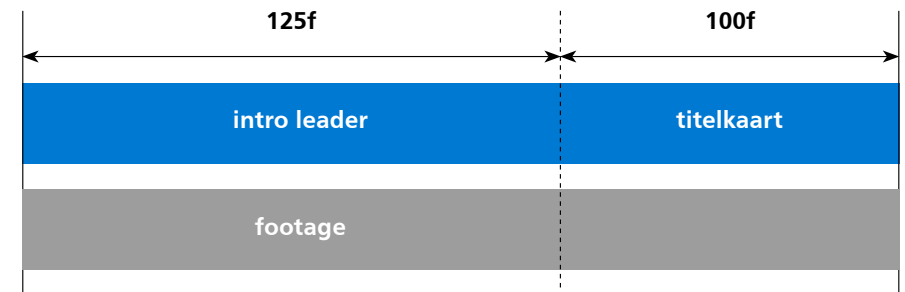 125f
100f
intro leader
titelkaart
footage